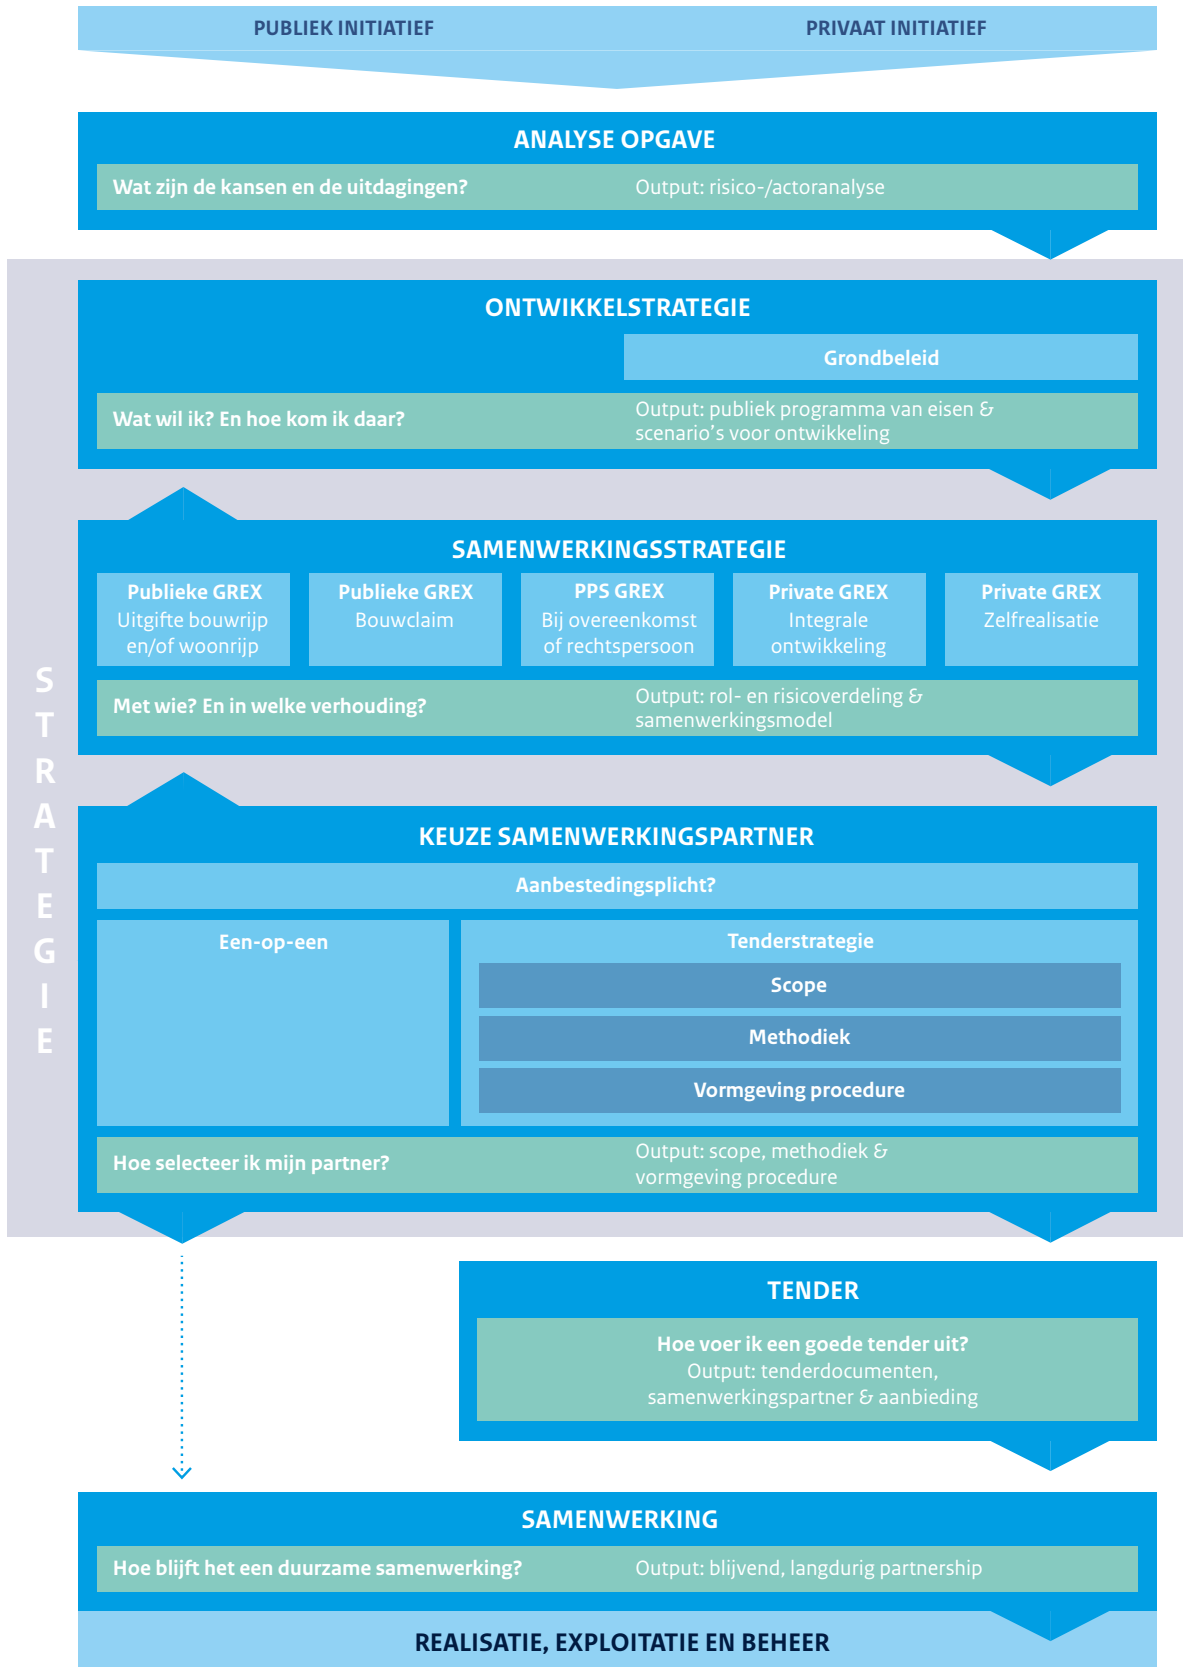 PUBLIEK INITIATIEF
PRIVAAT INITIATIEF
ANALYSE OPGAVE
Wat zijn de kansen en de uitdagingen?
Output: risico-/actoranalyse
STRATEGIE
ONTWIKKELSTRATEGIE
Grondbeleid
Wat wil ik? En hoe kom ik daar?
Output: publiek programma van eisen &
scenario's voor ontwikkeling
SAMENWERKINGSSTRATEGIE
Publieke GREX
Uitgifte bouwrijp
en/of woonrijp
Publieke GREX
Bouwclaim
PPS GREX
Bij overeenkomst
of rechtspersoon
Private GREX
Integrale
ontwikkeling
Private GREX
Zelfrealisatie
Met wie? En in welke verhouding?
Output: rol- en risicoverdeling &
samenwerkingsmodel
KEUZE SAMENWERKINGSPARTNER
Aanbestedingsplicht?
Een-op-een
Tenderstrategie
Scope
Methodiek
Vormgeving procedure
Hoe selecteer ik mijn partner?
Output: scope, methodiek &
vormgeving procedure
TENDER
Hoe voer ik een goede tender uit?
Output: tenderdocumenten,
samenwerkingspartner & aanbieding
SAMENWERKING
Hoe blijft het een duurzame samenwerking?
Output: blijvend, langdurig partnership
REALISATIE, EXPLOITATIE EN BEHEER